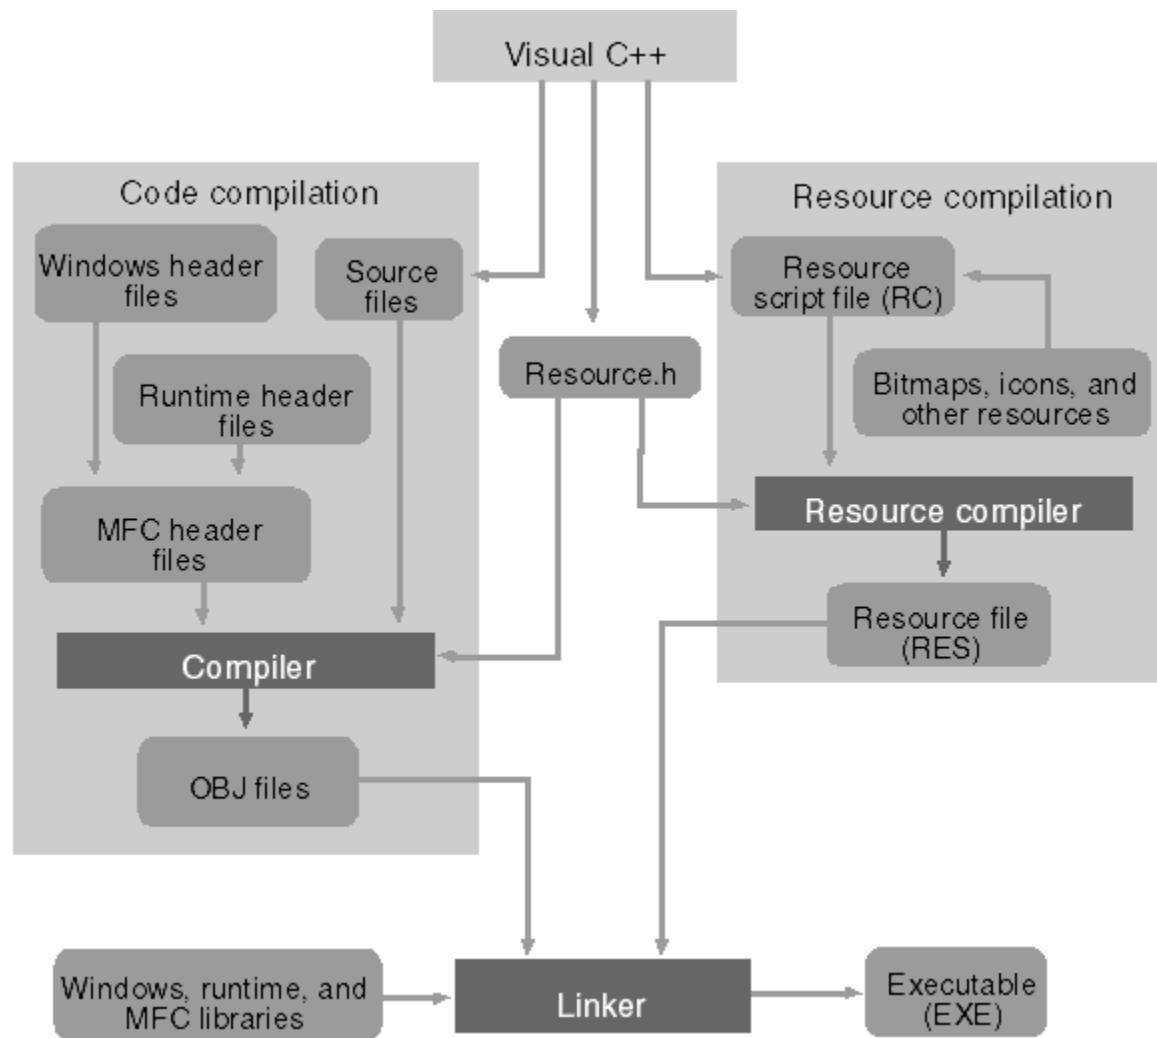 Visual C++
Code compilation
Windows header
files
Source
files
Runtime header
files
MFC header
files
Compiler
OBJ files
Resource.h
Resource compilation
Resource
script file (RC)
Bitmaps, icons, and
other resources
Resource compiler
Resource file
(RES)
Windows, runtime, and
MFC libraries
Linker
Executable
(EXE)